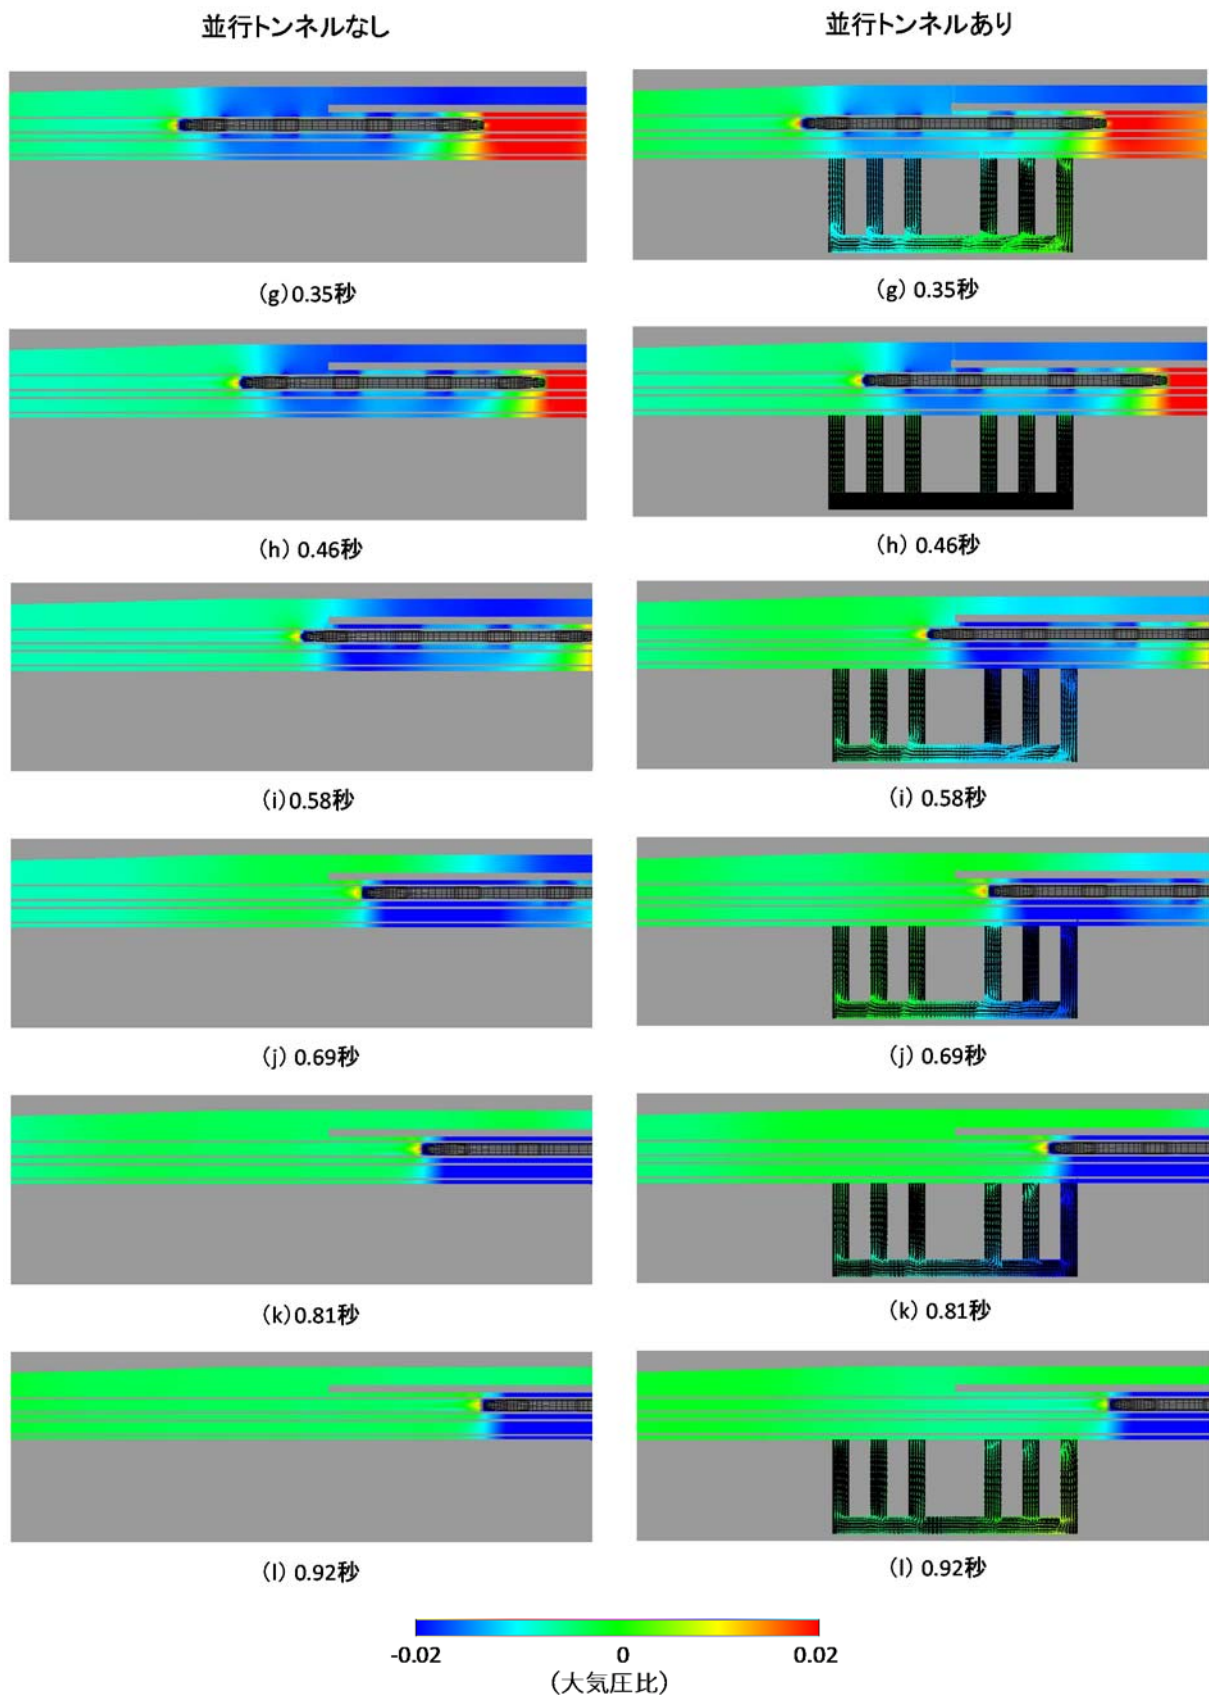 並行トンネルなし
並行トンネルあり
(g)0.35秒
(g) 0.35秒
(h) 0.46秒
(h) 0.46秒
(i)0.58秒
(i) 0.58秒
(j) 0.69秒
(j) 0.69秒
(k)0.81秒
(k) 0.81秒
(l) 0.92秒
(l) 0.92秒
-0.02 0 0.02
(大気圧比)